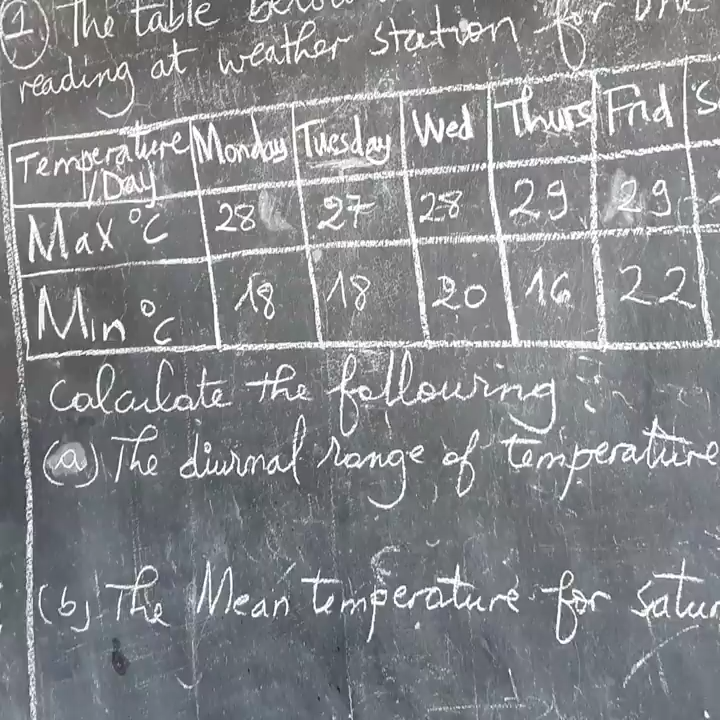 ① The table below for one
reading at weather station
Temperature/Day Monday Tuesday Wed Thurs Frid S
Max °C 28 27 28 29 29
Min °C 18 18 20 16 22
Calculate the following:
(a) The diurnal range of temperature
(b) The Mean temperature for satur